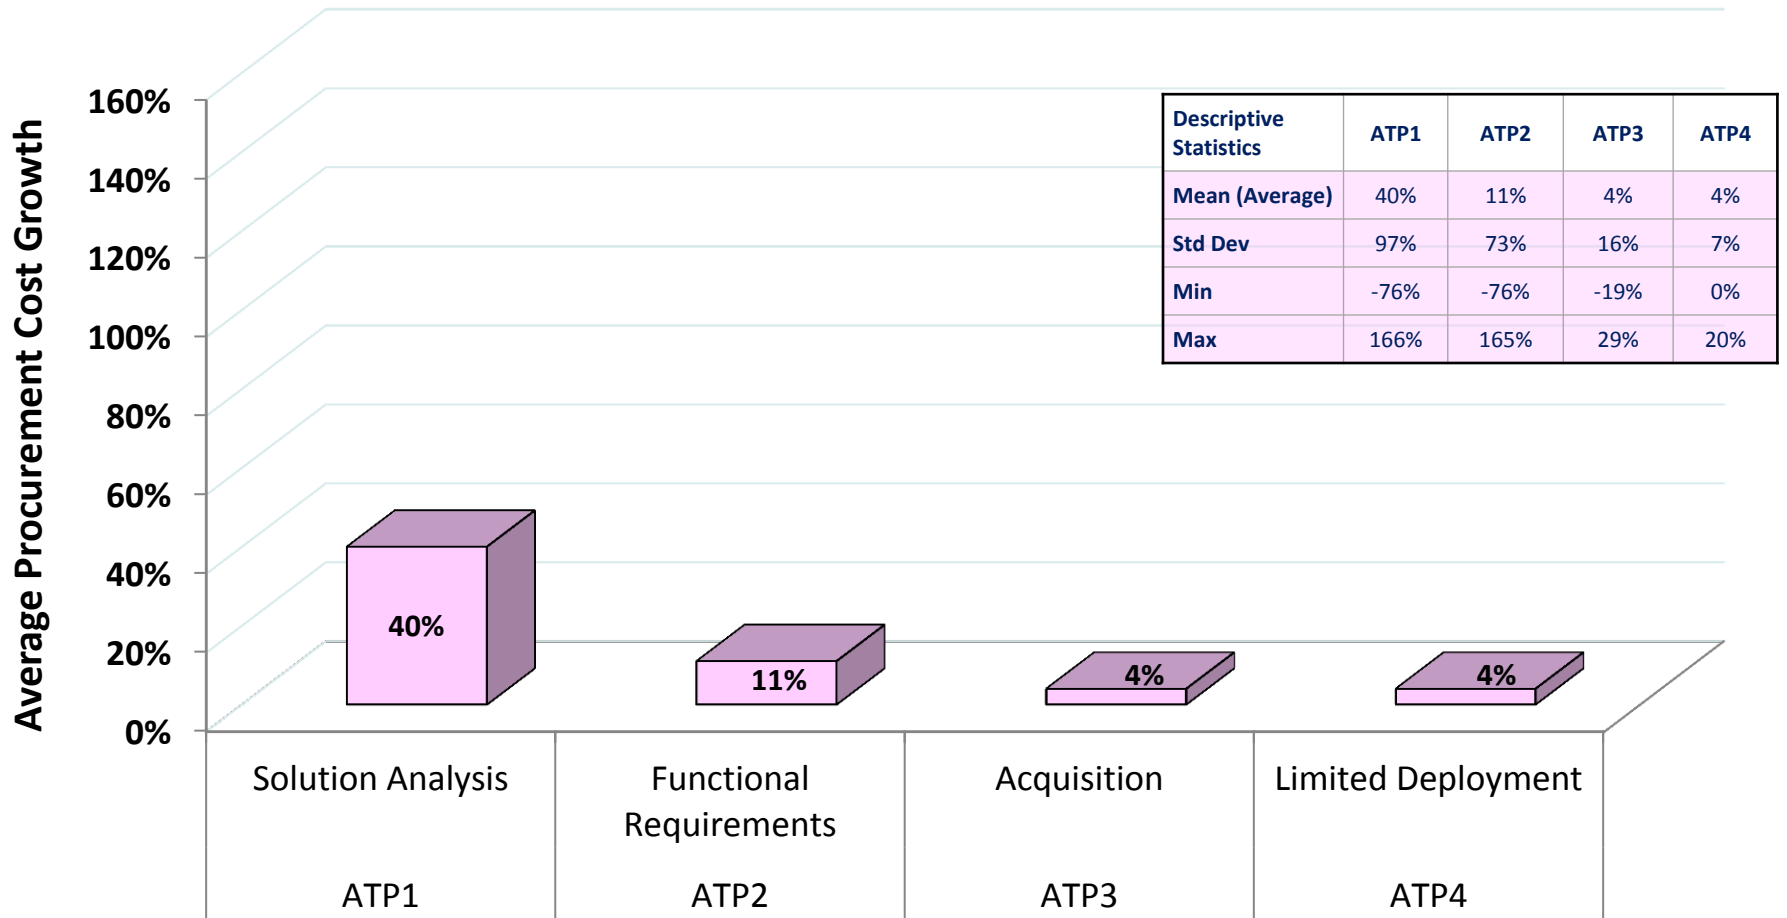 Average Procurement Cost Growth
160%
140%
120%
100%
80%
60%
40%
20%
0%
Descriptive Statistics ATP1 ATP2 ATP3 ATP4
Mean (Average) 40% 11% 4% 4%
Std Dev 97% 73% 16% 7%
Min -76% -76% -19% 0%
Max 166% 165% 29% 20%
40%
11%
4%
4%
Solution Analysis
Functional
Requirements
Acquisition
Limited Deployment
ATP1
ATP2
ATP3
ATP4